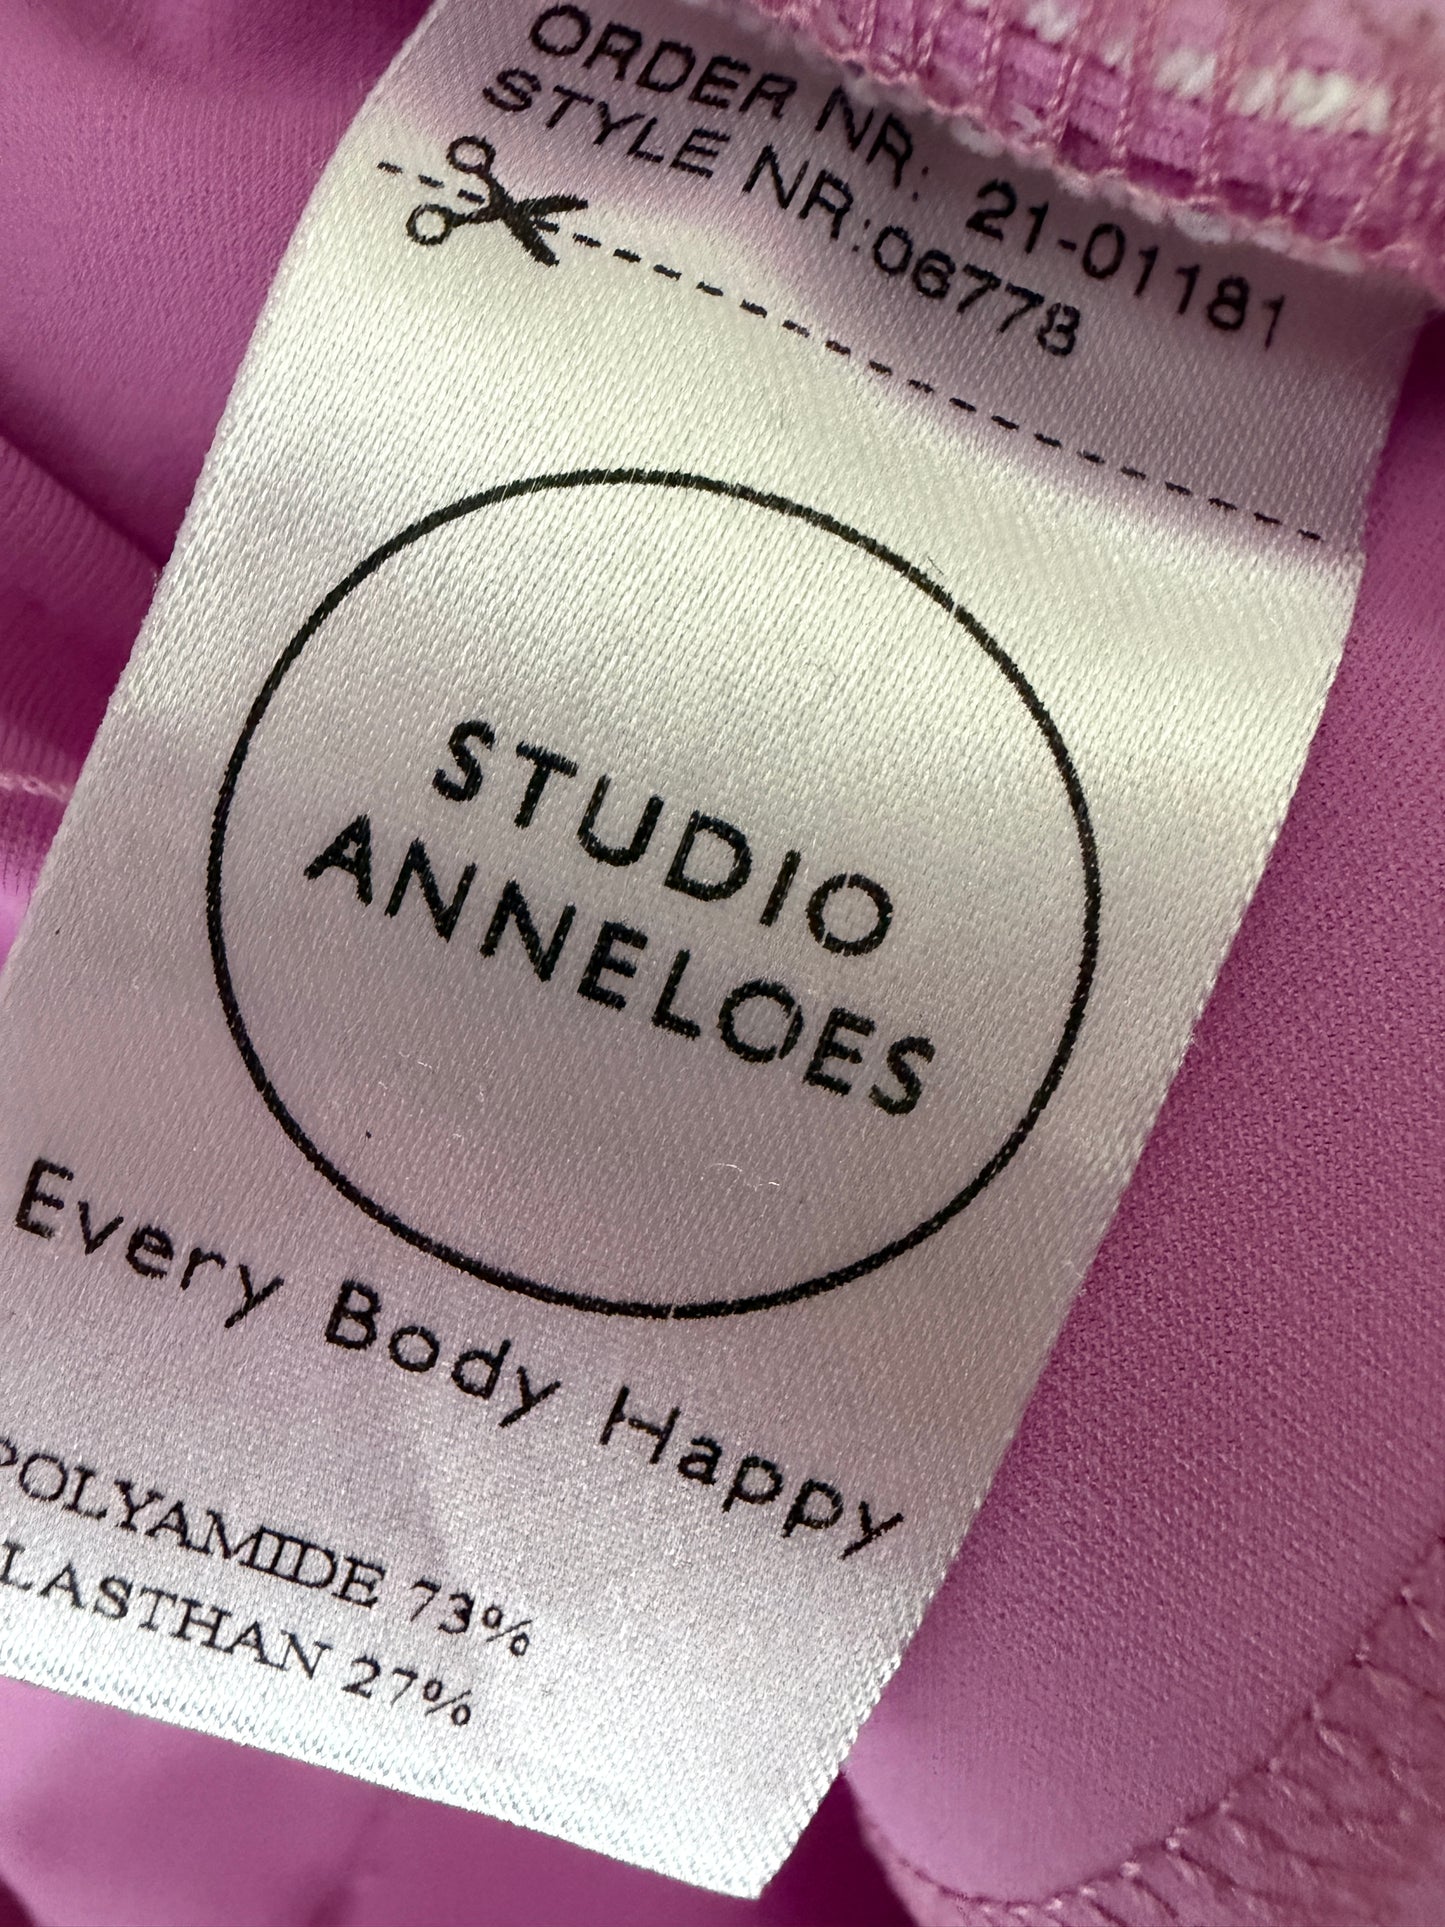 ORDER NR: 21-01181
STYLE NR:06778
STUDIO
ANNELOES
Every Body Happy
POLYAMIDE 73%
LASTHAN 27%